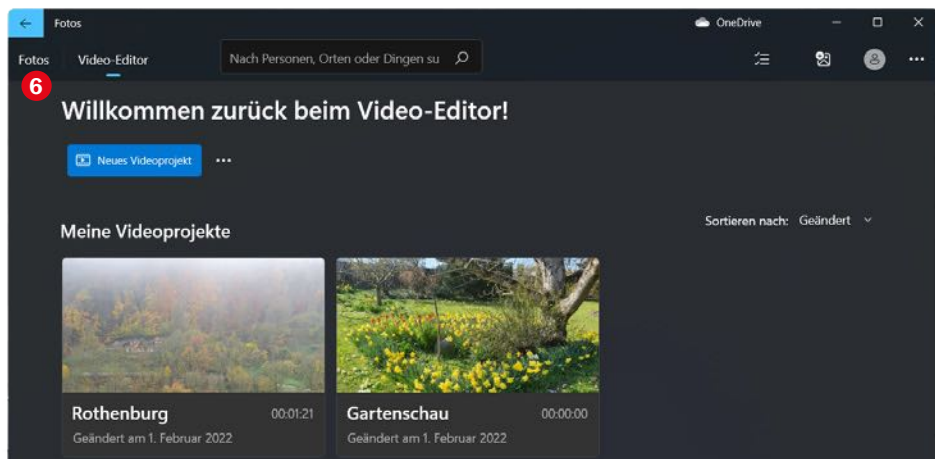 Fotos
OneDrive
Fotos
Video-Editor
Nach Personen, Orten oder Dingen su
6
Willkommen zurück beim Video-Editor!
Neues Videoprojekt
Meine Videoprojekte
Sortieren nach: Geändert
Rothenburg 00:01:21
Geändert am 1. Februar 2022
Gartenschau 00:00:00
Geändert am 1. Februar 2022